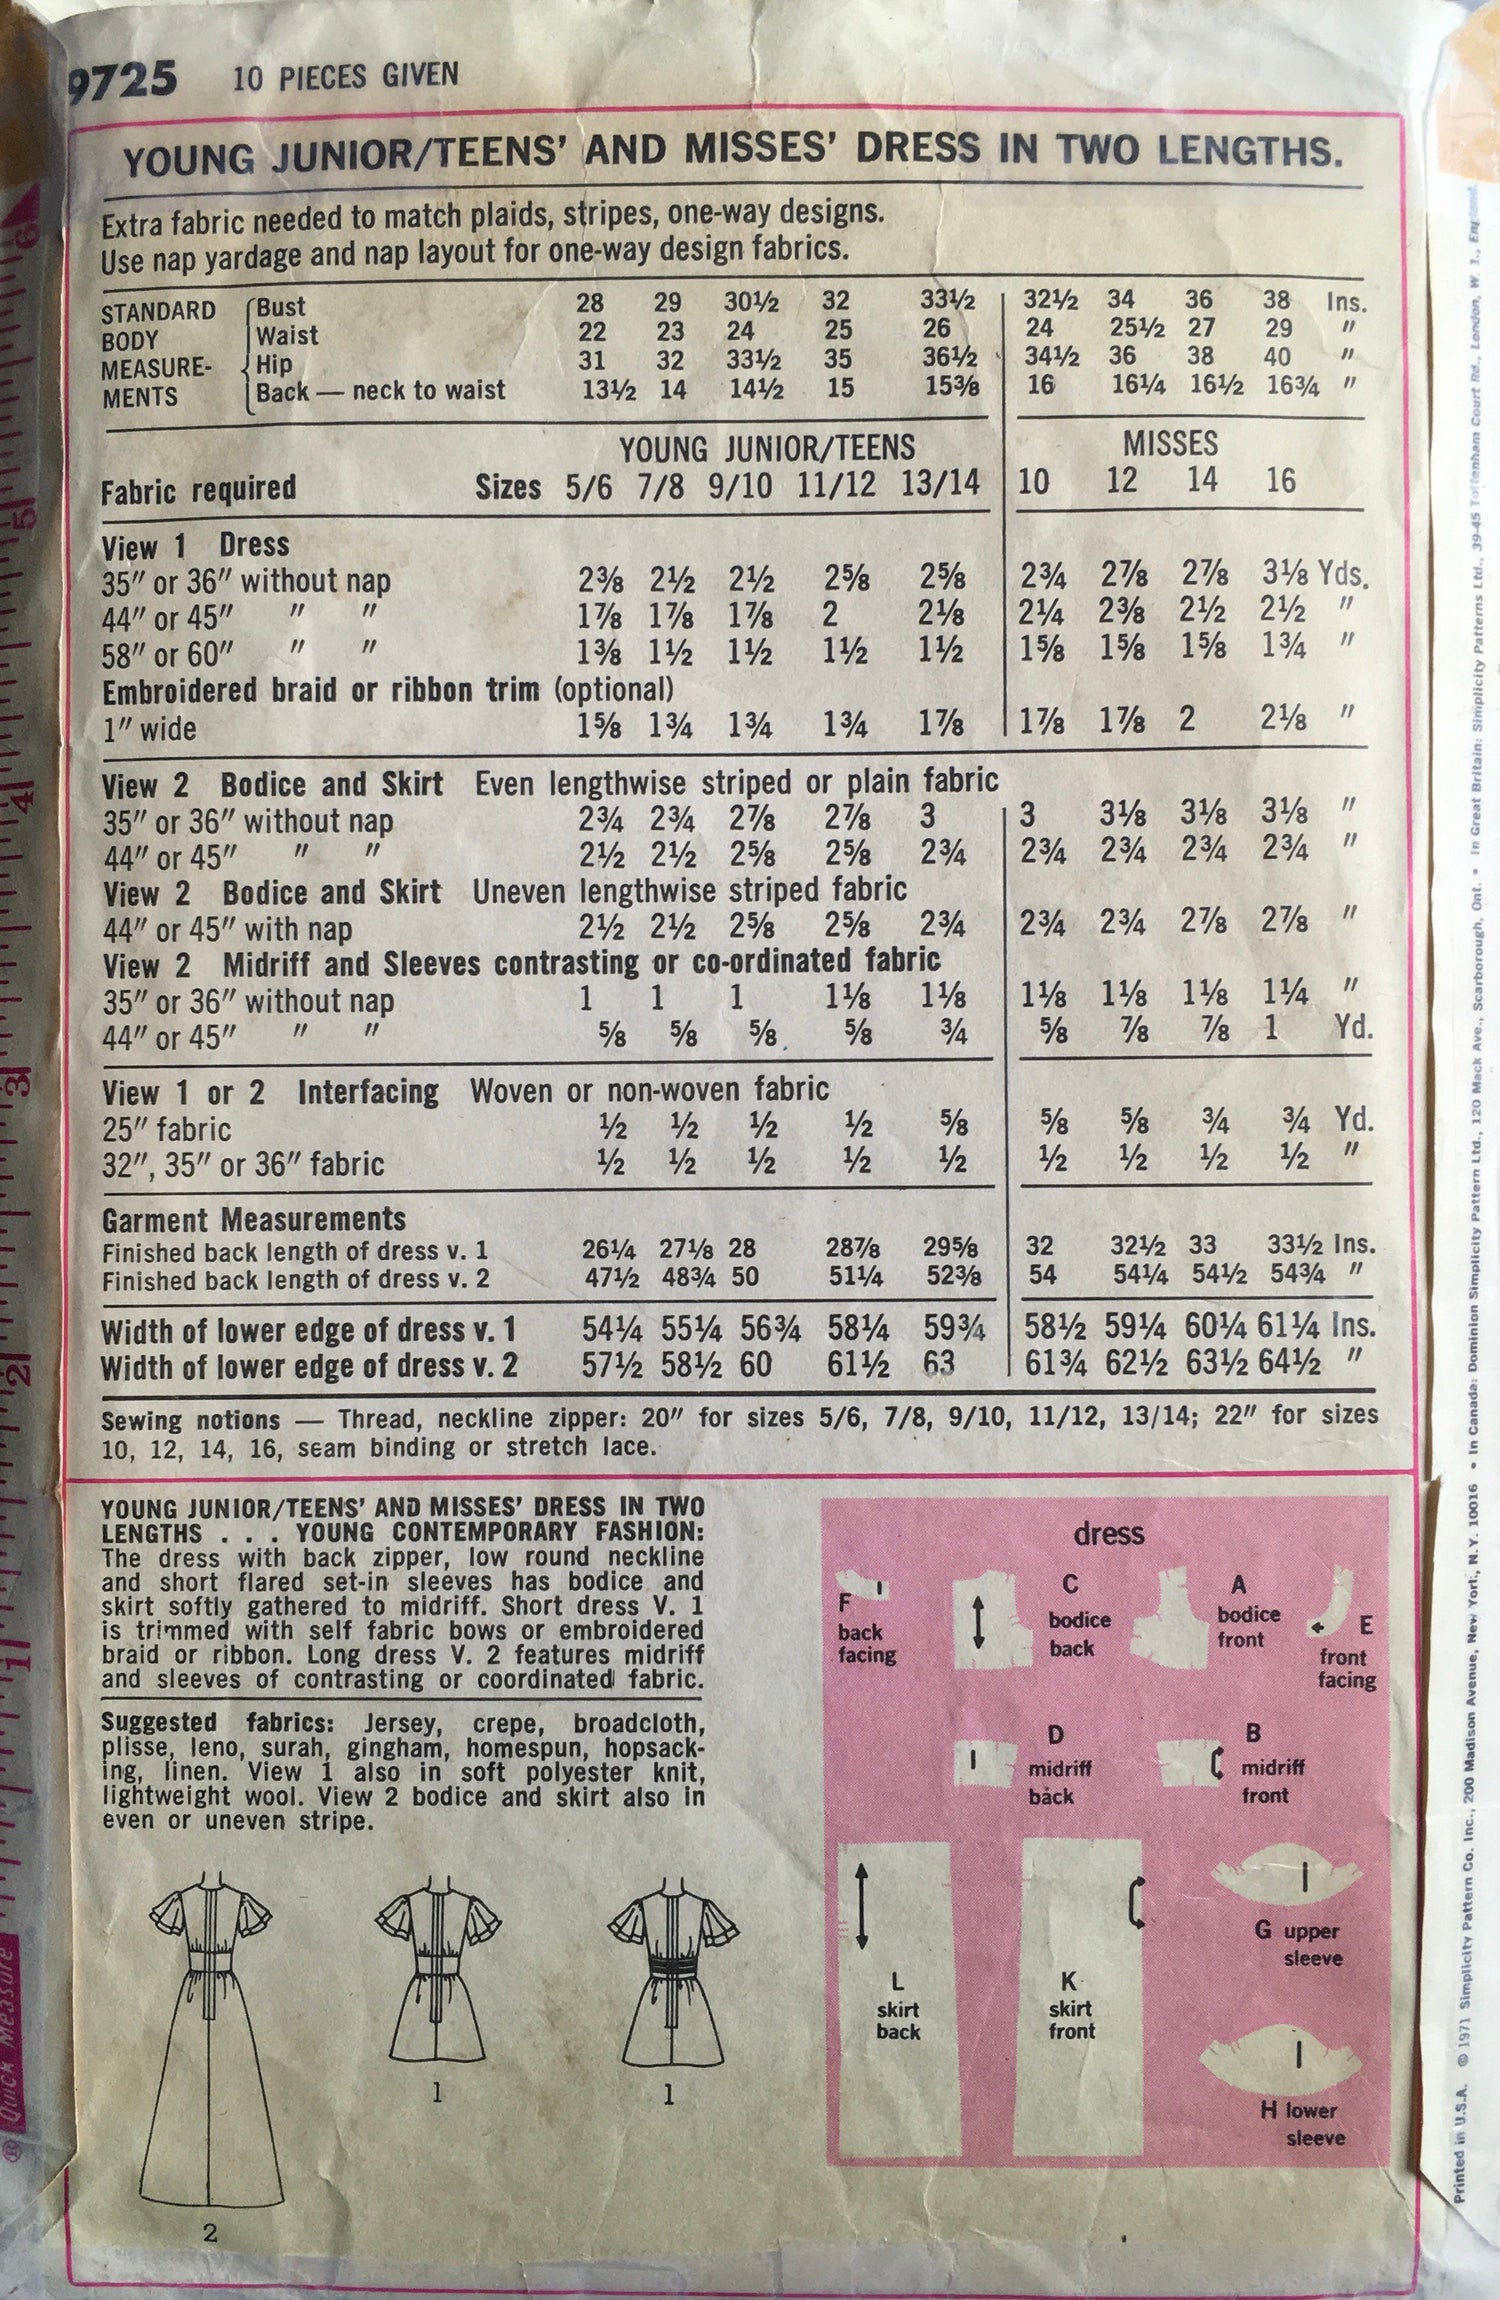 9725 10 PIECES GIVEN
YOUNG JUNIOR/TEENS' AND MISSES' DRESS IN TWO LENGTHS.
Extra fabric needed to match plaids, stripes, one-way designs.
Use nap yardage and nap layout for one-way design fabrics.
STANDARD Bust 28 29 30½ 32 33½ 32½ 34 36 38 Ins.
BODY Waist 22 23 24 25 26 24 25½ 27 29 "
MEASURE- Hip 31 32 33½ 35 36½ 34½ 36 38 40 "
MENTS Back — neck to waist 13½ 14 14½ 15 15⅜ 16 16¼ 16½ 16¾ "
YOUNG JUNIOR/TEENS MISSES
Fabric required Sizes 5/6 7/8 9/10 11/12 13/14 10 12 14 16
View 1 Dress
35" or 36" without nap 2⅜ 2½ 2½ 2⅝ 2⅝ 2¾ 2⅞ 2⅞ 3⅛ Yds.
44" or 45" " " 1⅞ 1⅞ 1⅞ 2 2⅛ 2¼ 2⅜ 2½ 2½ "
58" or 60" " " 1⅜ 1½ 1½ 1½ 1½ 1⅝ 1⅝ 1⅝ 1¾ "
Embroidered braid or ribbon trim (optional)
1" wide 1⅝ 1¾ 1¾ 1¾ 1⅞ 1⅞ 1⅞ 2 2⅛ "
View 2 Bodice and Skirt Even lengthwise striped or plain fabric
35" or 36" without nap 2¾ 2¾ 2⅞ 2⅞ 3 3 3⅛ 3⅛ 3⅛ "
44" or 45" " " 2½ 2½ 2⅝ 2⅝ 2¾ 2¾ 2¾ 2¾ 2¾ "
View 2 Bodice and Skirt Uneven lengthwise striped fabric
44" or 45" with nap 2½ 2½ 2⅝ 2⅝ 2¾ 2¾ 2¾ 2⅞ 2⅞ "
View 2 Midriff and Sleeves contrasting or co-ordinated fabric
35" or 36" without nap 1 1 1 1⅛ 1⅛ 1⅛ 1⅛ 1⅛ 1¼ "
44" or 45" " " ⅝ ⅝ ⅝ ⅝ ¾ ⅝ ⅞ ⅞ 1 Yd.
View 1 or 2 Interfacing Woven or non-woven fabric
25" fabric ½ ½ ½ ½ ⅝ ⅝ ⅝ ¾ ¾ Yd.
32", 35" or 36" fabric ½ ½ ½ ½ ½ ½ ½ ½ ½ "
Garment Measurements
Finished back length of dress v. 1 26¼ 27⅛ 28 28⅞ 29⅝ 32 32½ 33 33½ Ins.
Finished back length of dress v. 2 47½ 48¾ 50 51¼ 52⅜ 54 54¼ 54½ 54¾ "
Width of lower edge of dress v. 1 54¼ 55¼ 56¾ 58¼ 59¾ 58½ 59¼ 60¼ 61¼ Ins.
Width of lower edge of dress v. 2 57½ 58½ 60 61½ 63 61¾ 62½ 63½ 64½ "
Sewing notions — Thread, neckline zipper: 20" for sizes 5/6, 7/8, 9/10, 11/12, 13/14; 22" for sizes
10, 12, 14, 16, seam binding or stretch lace.
YOUNG JUNIOR/TEENS' AND MISSES' DRESS IN TWO
LENGTHS . . . YOUNG CONTEMPORARY FASHION:
The dress with back zipper, low round neckline
and short flared set-in sleeves has bodice and
skirt softly gathered to midriff. Short dress V. 1
is trimmed with self fabric bows or embroidered
braid or ribbon. Long dress V. 2 features midriff
and sleeves of contrasting or coordinated fabric.
Suggested fabrics: Jersey, crepe, broadcloth,
plisse, leno, surah, gingham, homespun, hopsack-
ing, linen. View 1 also in soft polyester knit,
lightweight wool. View 2 bodice and skirt also in
even or uneven stripe.
2
1
1
dress
F
back
facing
C
bodice
back
A
bodice
front
E
front
facing
D
midriff
back
B
midriff
front
L
skirt
back
K
skirt
front
G upper
sleeve
H lower
sleeve
Printed in U.S.A. © 1971 Simplicity Pattern Co. Inc., 200 Madison Avenue, New York, N.Y. 10016 • In Canada: Dominion Simplicity Pattern Ltd., 120 Mack Ave., Scarborough, Ont. • In Great Britain: Simplicity Patterns Ltd., 39-45 Tottenham Court Rd., London, W. 1., England.
6
5
4
3
2
1
® Quick Measure